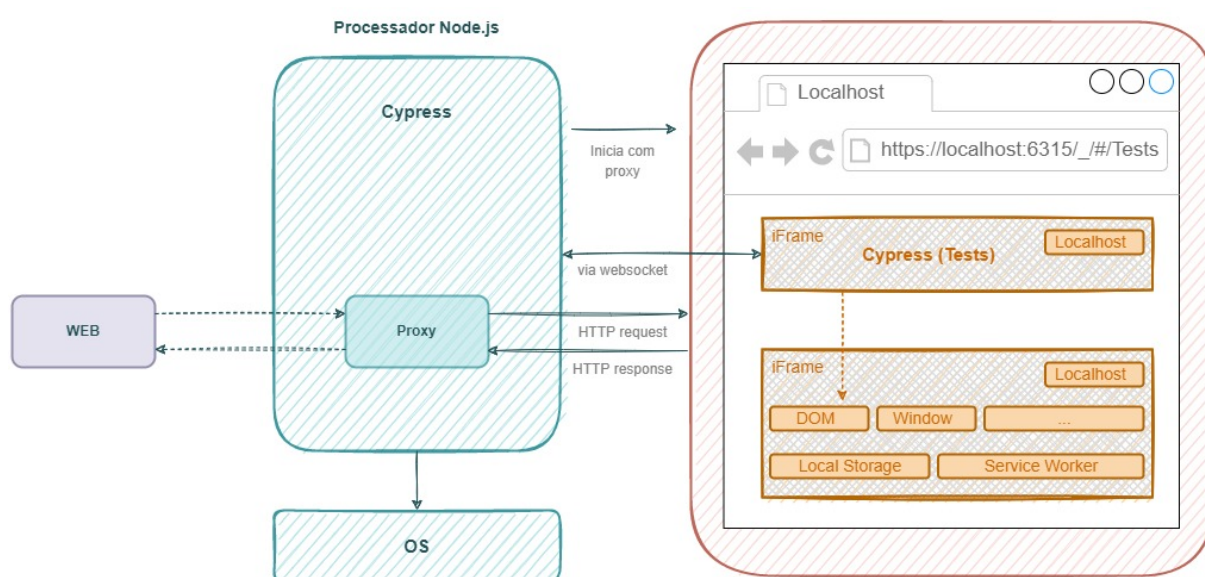 Processador Node.js
Cypress
Inicia com
proxy
via websocket
WEB
Proxy
HTTP request
HTTP response
OS
Localhost
https://localhost:6315/_/#/Tests
iFrame
Localhost
Cypress (Tests)
iFrame
Localhost
DOM
Window
...
Local Storage
Service Worker